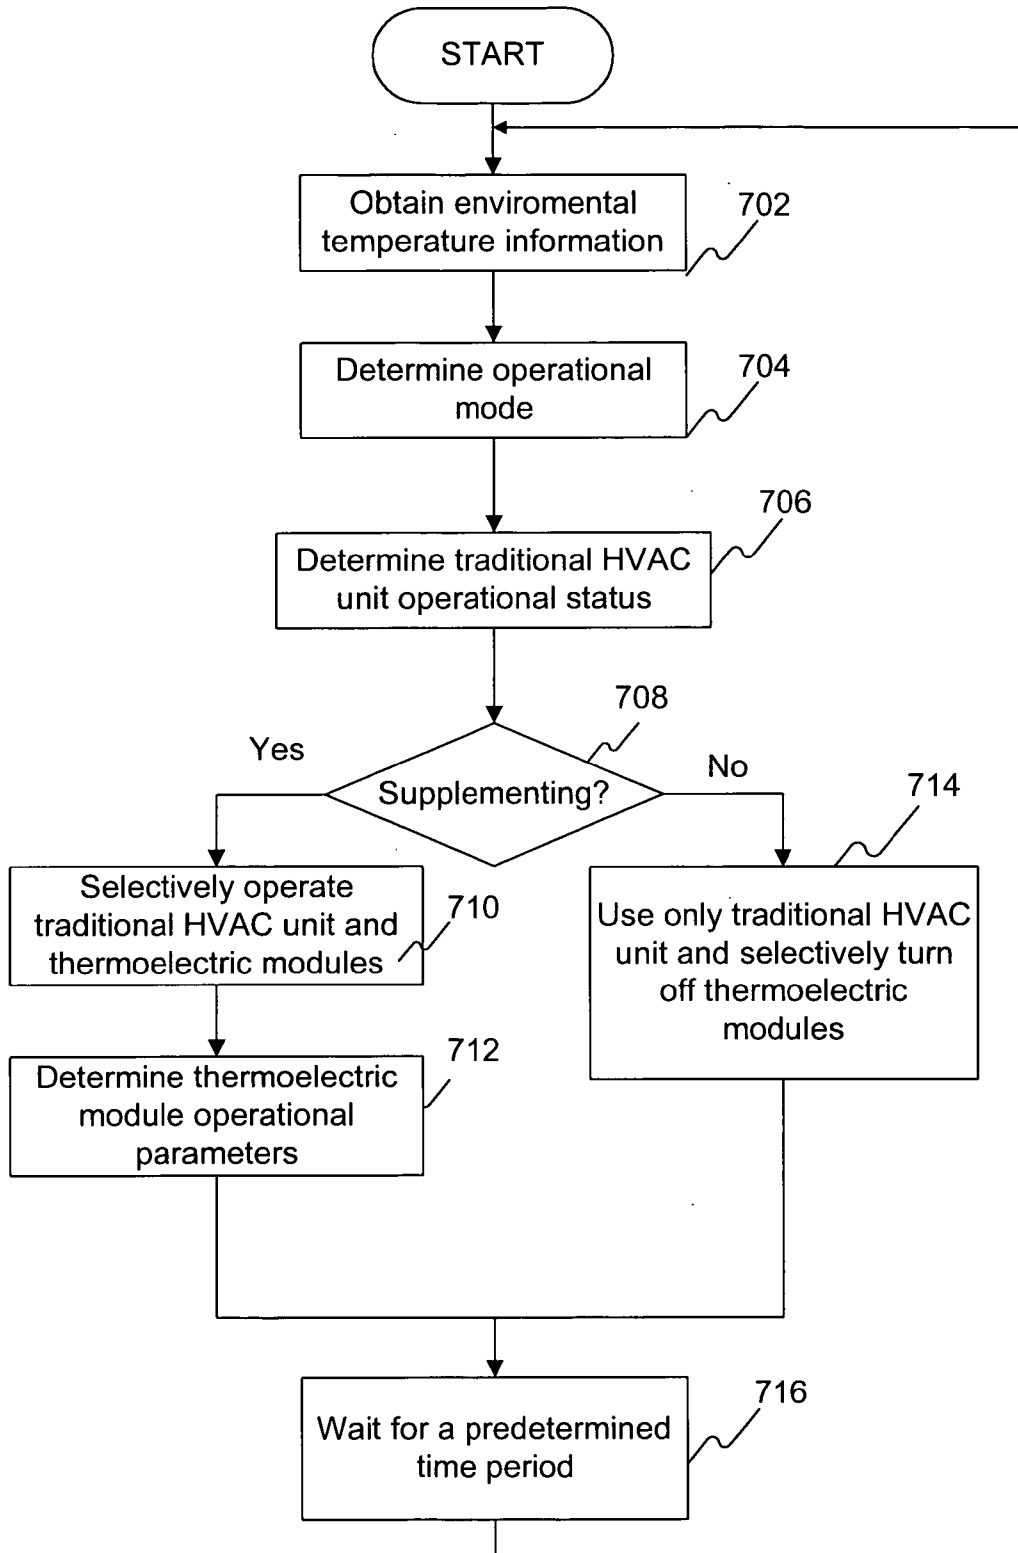 START
Obtain enviromental
temperature information
702
Determine operational
mode
704
706
Determine traditional HVAC
unit operational status
708
Yes
Supplementing?
No
714
Selectively operate
traditional HVAC unit and
thermoelectric modules
710
Use only traditional HVAC
unit and selectively turn
off thermoelectric
modules
712
Determine thermoelectric
module operational
parameters
716
Wait for a predetermined
time period